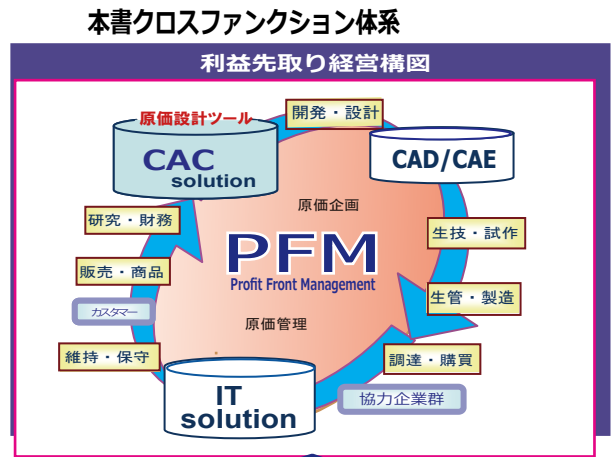 本書クロスファンクション体系
利益先取り経営構図
開発・設計
原価設計ツール
CAC
solution
CAD/CAE
原価企画
研究・財務
生技・試作
PFM
Profit Front Management
販売・商品
生管・製造
カスタマー
原価管理
維持・保守
調達・購買
IT
solution
協力企業群